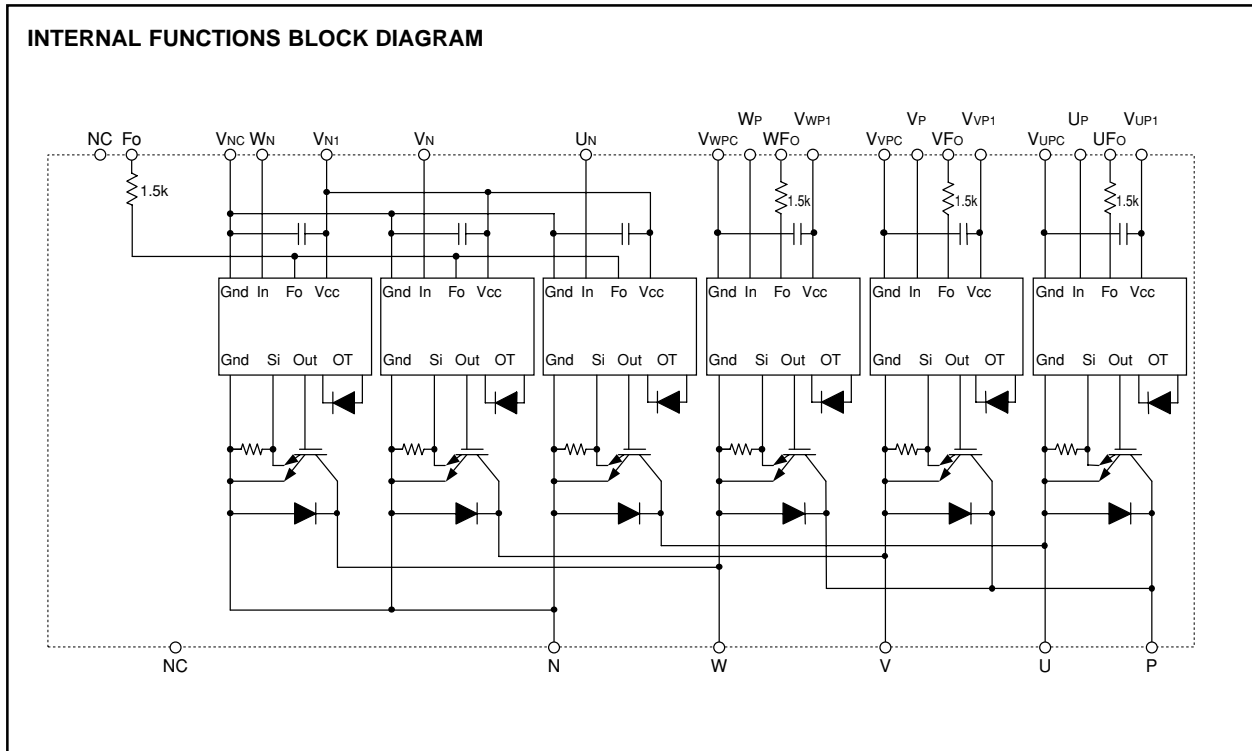 INTERNAL FUNCTIONS BLOCK DIAGRAM
WP VWP1 VP VVP1 UP VUP1
NC FO VNC WN VN1 VN UN VWPC WFO VVPC VFO VUPC UFO
1.5k 1.5k 1.5k 1.5k
Gnd In Fo Vcc Gnd In Fo Vcc Gnd In Fo Vcc Gnd In Fo Vcc Gnd In Fo Vcc Gnd In Fo Vcc
Gnd Si Out OT Gnd Si Out OT Gnd Si Out OT Gnd Si Out OT Gnd Si Out OT Gnd Si Out OT
NC N W V U P